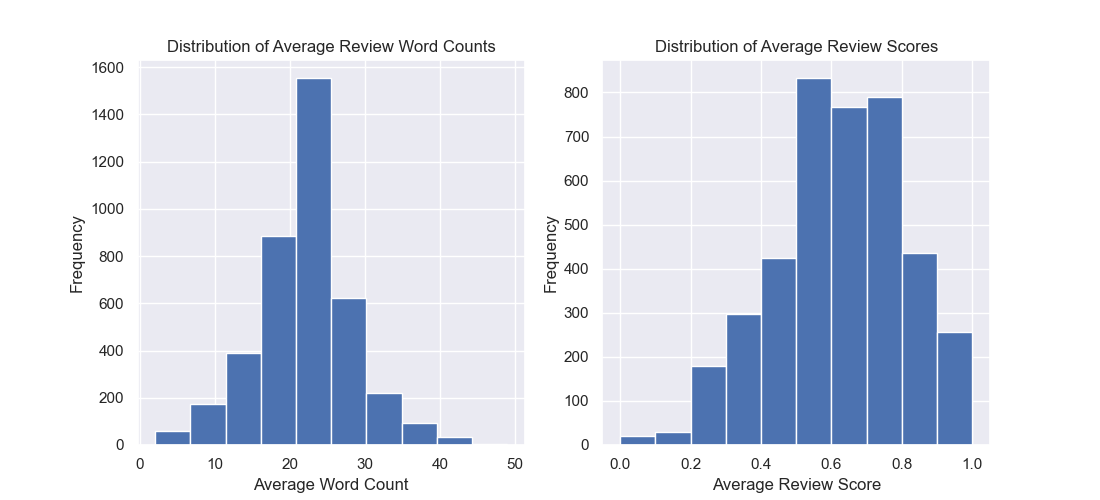 Distribution of Average Review Word Counts
1600
1400
1200
1000
800
600
400
200
0
Frequency
0 10 20 30 40 50
Average Word Count
Distribution of Average Review Scores
800
700
600
500
400
300
200
100
0
Frequency
0.0 0.2 0.4 0.6 0.8 1.0
Average Review Score